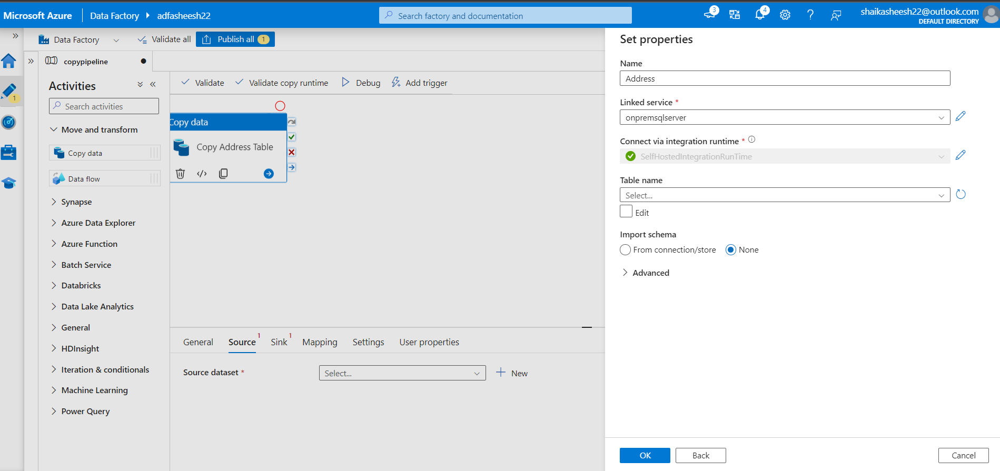 Microsoft Azure
Data Factory
adfasheesh22
Search factory and documentation
3
4
shaikasheesh22@outlook.com
DEFAULT DIRECTORY
Data Factory
Validate all
Publish all
1
copypipeline
1
Activities
Search activities
Move and transform
Copy data
Data flow
Synapse
Azure Data Explorer
Azure Function
Batch Service
Databricks
Data Lake Analytics
General
HDInsight
Iteration & conditionals
Machine Learning
Power Query
Validate
Validate copy runtime
Debug
Add trigger
Copy data
Copy Address Table
General
Source
1
Sink
1
Mapping
Settings
User properties
Source dataset *
Select...
New
Set properties
Name
Address
Linked service *
onpremsqlserver
Connect via integration runtime *
SelfHostedIntegrationRunTime
Table name
Select...
Edit
Import schema
From connection/store
None
Advanced
OK
Back
Cancel